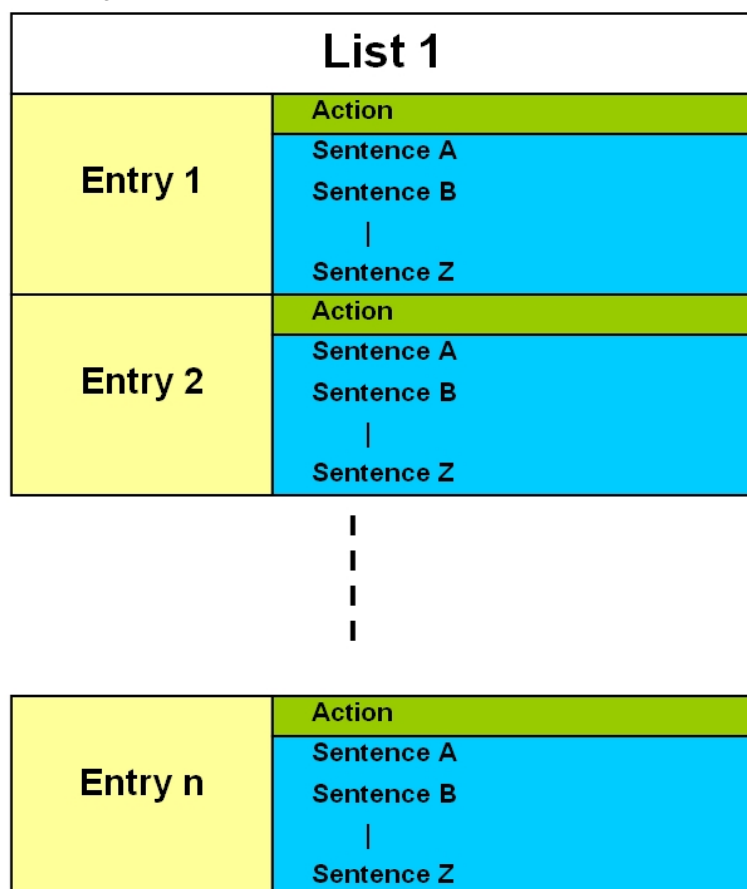 List 1
Entry 1
Action
Sentence A
Sentence B
|
Sentence Z
Entry 2
Action
Sentence A
Sentence B
|
Sentence Z
Entry n
Action
Sentence A
Sentence B
|
Sentence Z